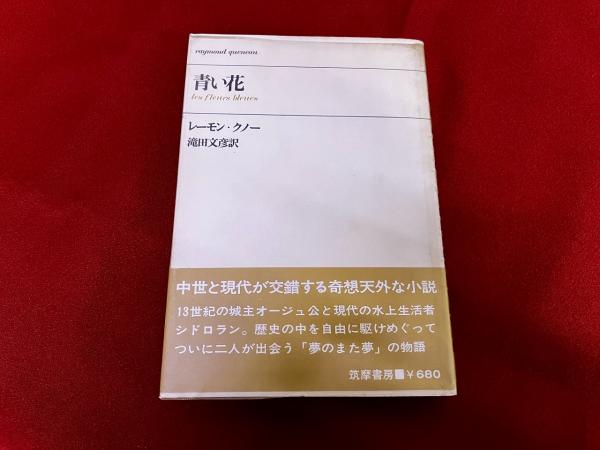 raymond queneau
青い花
les fleurs bleues
レーモン・クノー
滝田文彦訳
中世と現代が交錯する奇想天外な小説
13世紀の城主オージュ公と現代の水上生活者
シドロラン。歴史の中を自由に駆けめぐって
ついに二人が出会う「夢のまた夢」の物語
筑摩書房■¥680